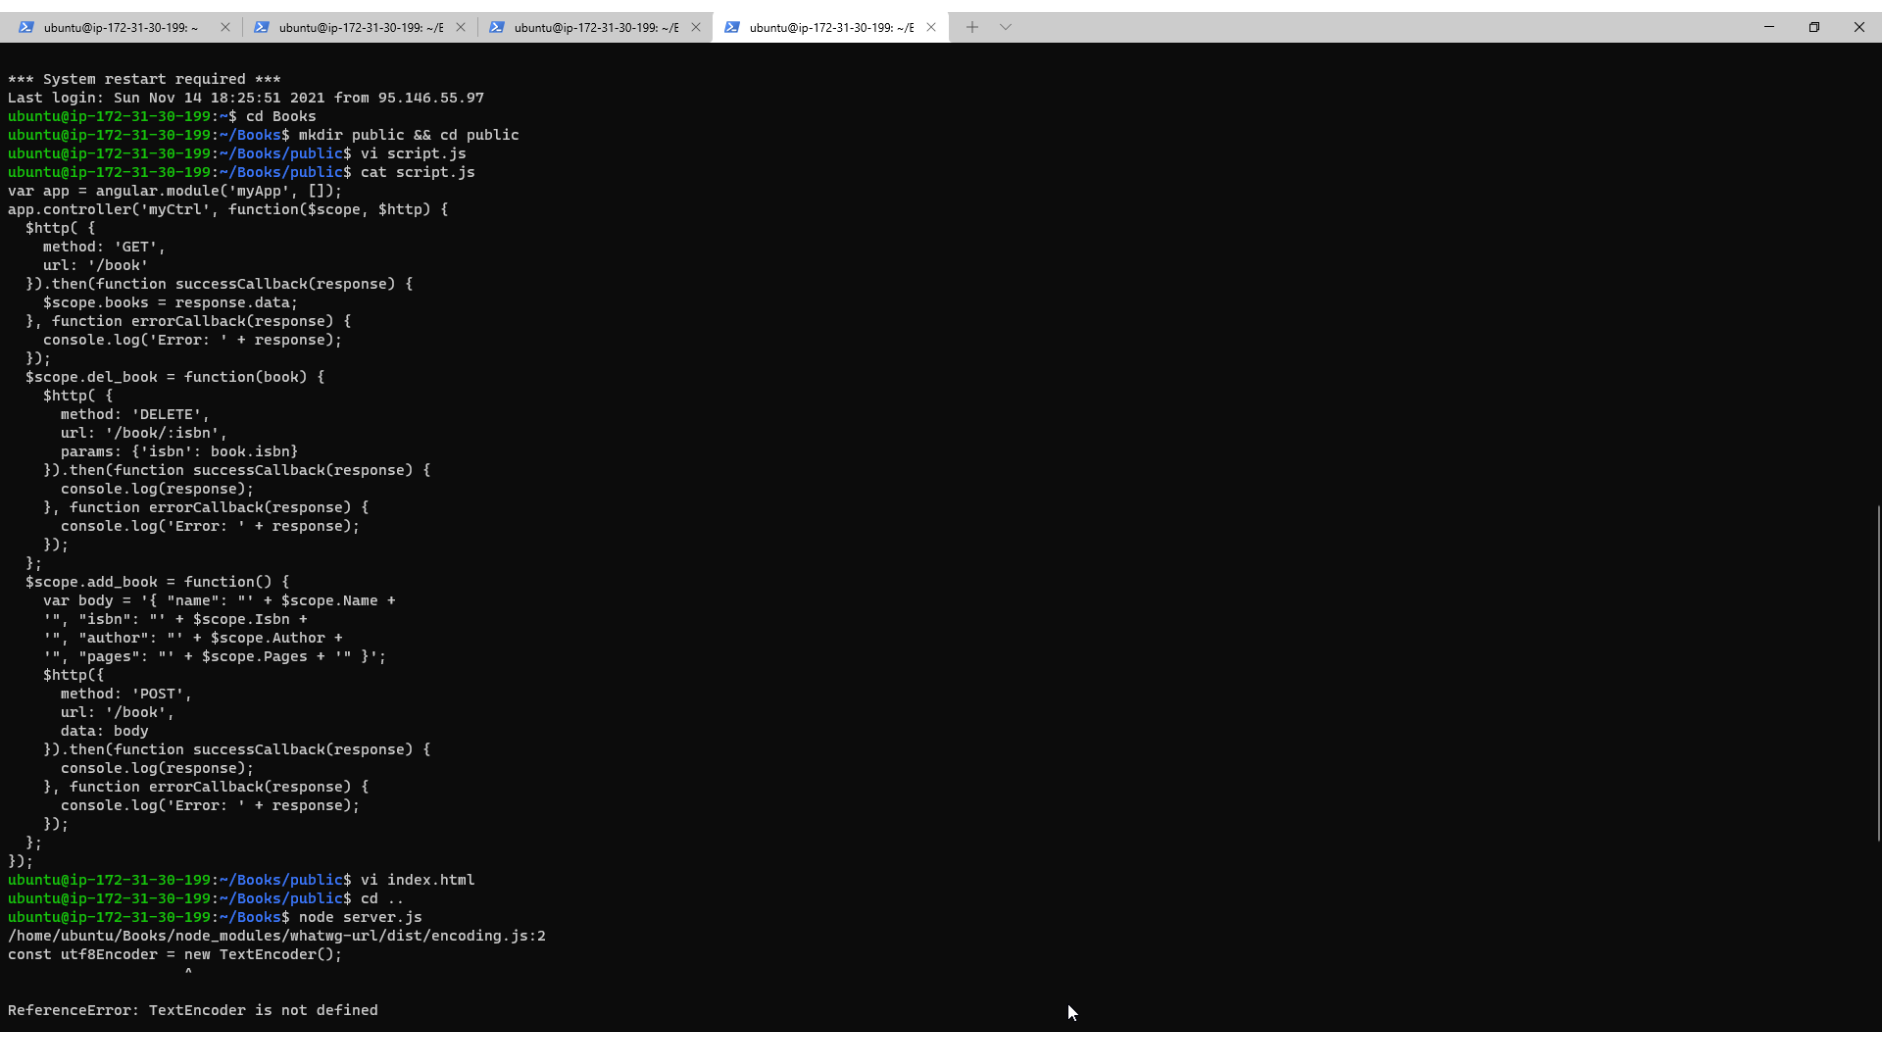 ubuntu@ip-172-31-30-199: ~
ubuntu@ip-172-31-30-199: ~/E
ubuntu@ip-172-31-30-199: ~/E
ubuntu@ip-172-31-30-199: ~/E
*** System restart required ***
Last login: Sun Nov 14 18:25:51 2021 from 95.146.55.97
ubuntu@ip-172-31-30-199:~$ cd Books
ubuntu@ip-172-31-30-199:~/Books$ mkdir public && cd public
ubuntu@ip-172-31-30-199:~/Books/public$ vi script.js
ubuntu@ip-172-31-30-199:~/Books/public$ cat script.js
var app = angular.module('myApp', []);
app.controller('myCtrl', function($scope, $http) {
  $http( {
    method: 'GET',
    url: '/book'
  }).then(function successCallback(response) {
    $scope.books = response.data;
  }, function errorCallback(response) {
    console.log('Error: ' + response);
  });
  $scope.del_book = function(book) {
    $http( {
      method: 'DELETE',
      url: '/book/:isbn',
      params: {'isbn': book.isbn}
    }).then(function successCallback(response) {
      console.log(response);
    }, function errorCallback(response) {
      console.log('Error: ' + response);
    });
  };
  $scope.add_book = function() {
    var body = '{ "name": "' + $scope.Name +
    '", "isbn": "' + $scope.Isbn +
    '", "author": "' + $scope.Author +
    '", "pages": "' + $scope.Pages + '" }';
    $http({
      method: 'POST',
      url: '/book',
      data: body
    }).then(function successCallback(response) {
      console.log(response);
    }, function errorCallback(response) {
      console.log('Error: ' + response);
    });
  };
});
ubuntu@ip-172-31-30-199:~/Books/public$ vi index.html
ubuntu@ip-172-31-30-199:~/Books/public$ cd ..
ubuntu@ip-172-31-30-199:~/Books$ node server.js
/home/ubuntu/Books/node_modules/whatwg-url/dist/encoding.js:2
const utf8Encoder = new TextEncoder();
                    ^
ReferenceError: TextEncoder is not defined